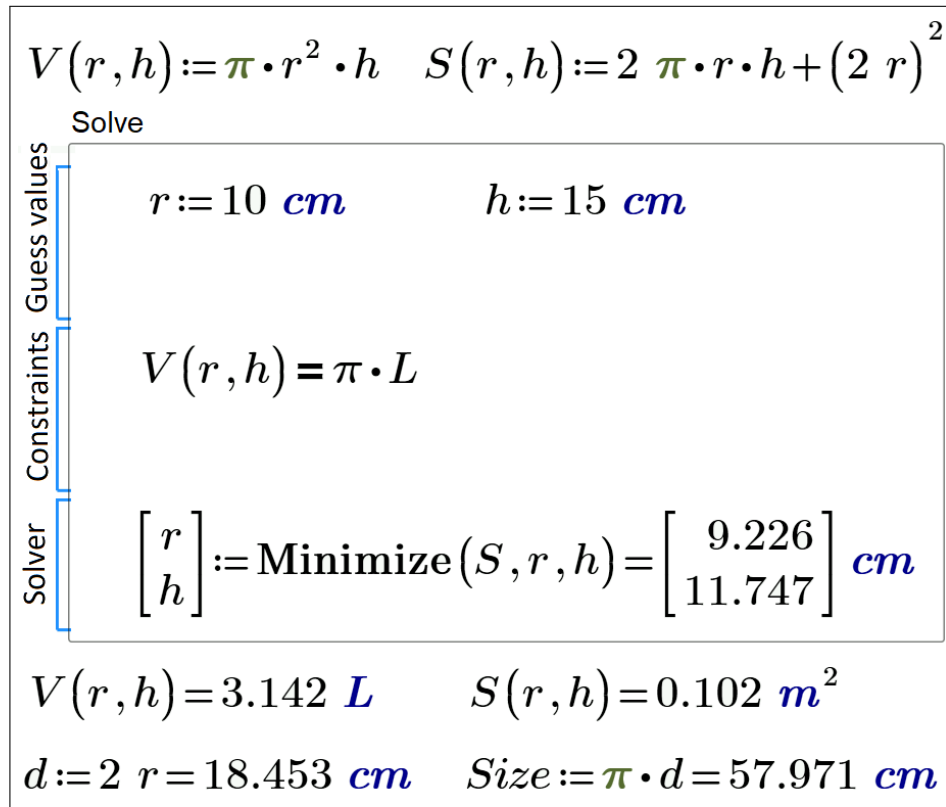 V(r,h):=π•r²•h S(r,h):=2 π•r•h+(2 r)²
Solve
Guess values
r:=10 cm h:=15 cm
Constraints
V(r,h)=π•L
Solver
[r h]:=Minimize(S,r,h)=[9.226 11.747] cm
V(r,h)=3.142 L S(r,h)=0.102 m²
d:=2 r=18.453 cm Size:=π•d=57.971 cm